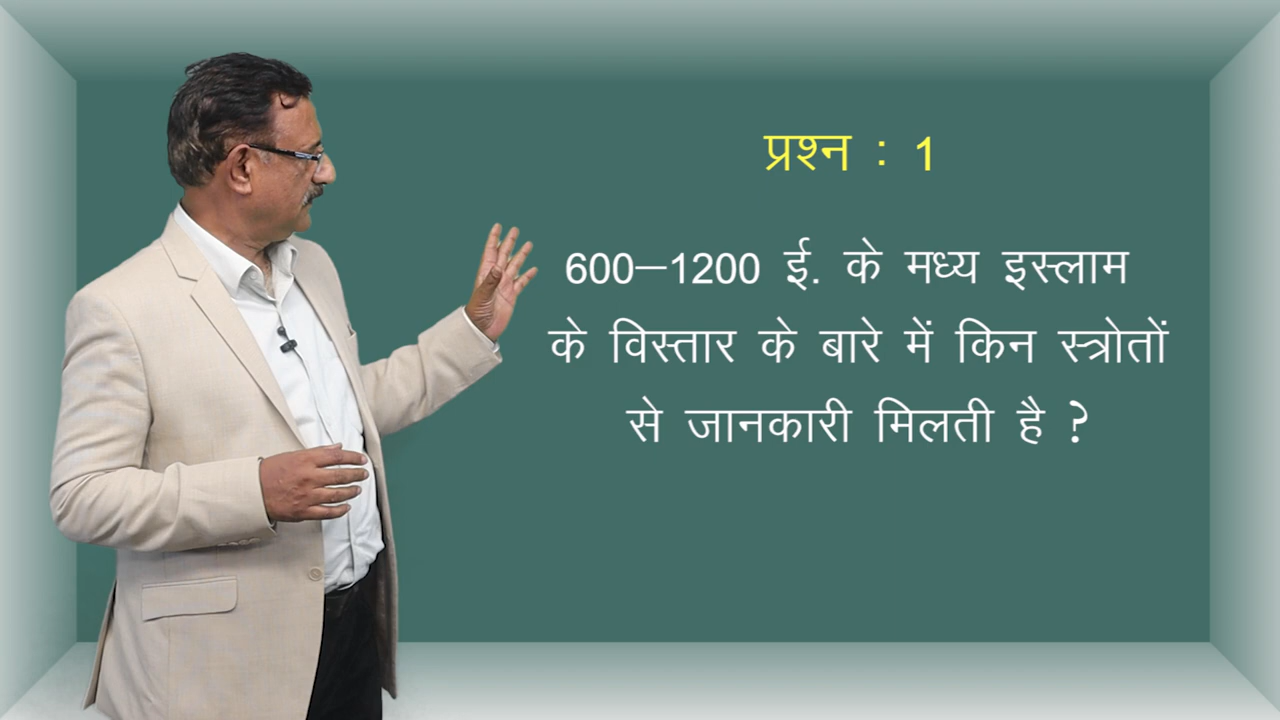 प्रश्न : 1
600–1200 ई. के मध्य इस्लाम
के विस्तार के बारे में किन स्त्रोतों
से जानकारी मिलती है ?